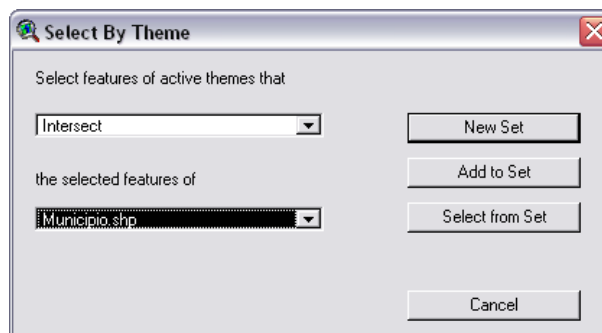 Select By Theme
Select features of active themes that
Intersect
New Set
Add to Set
the selected features of
Select from Set
Municipio.shp
Cancel